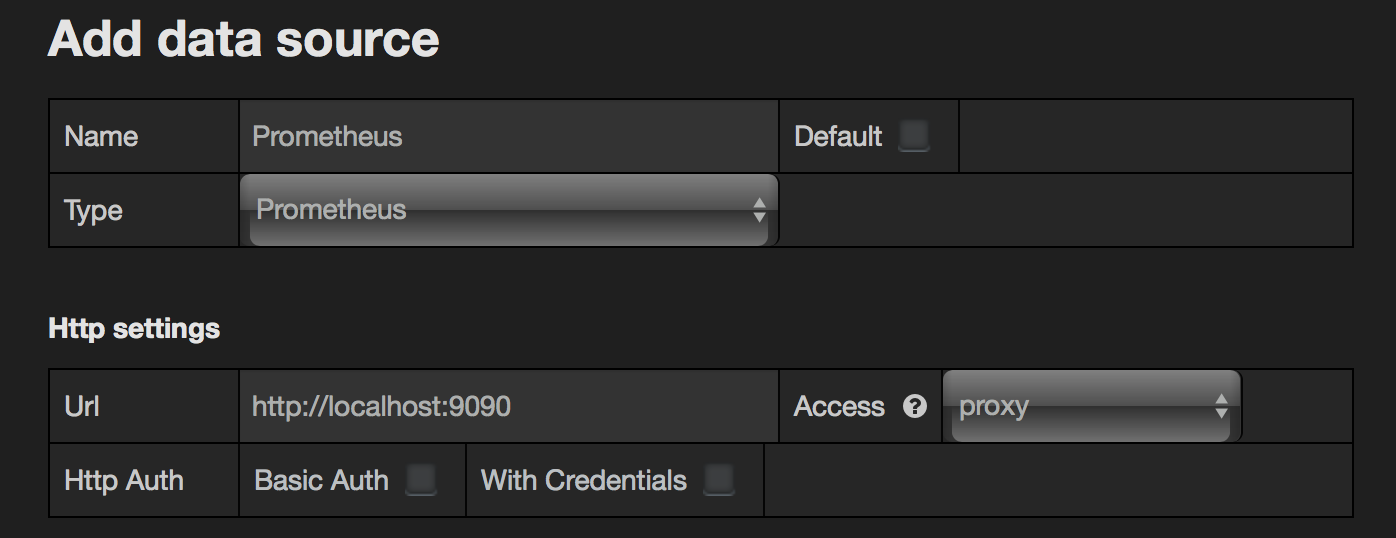 Add data source
Name Prometheus Default
Type Prometheus
Http settings
Url http://localhost:9090 Access ? proxy
Http Auth Basic Auth With Credentials